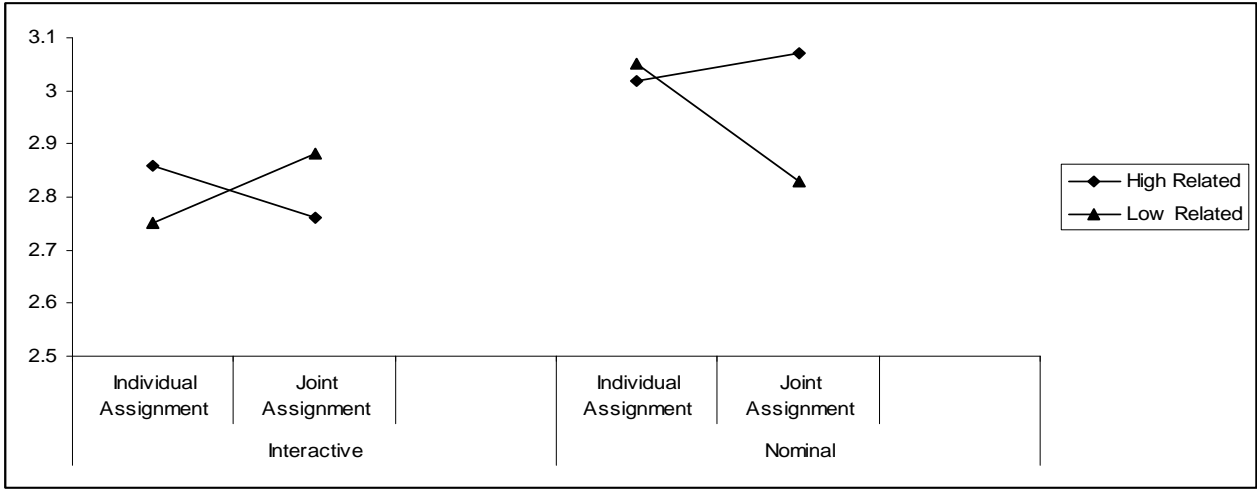 3.1
3
2.9
2.8
2.7
2.6
2.5
Individual Assignment
Joint Assignment
Individual Assignment
Joint Assignment
Interactive
Nominal
High Related
Low Related